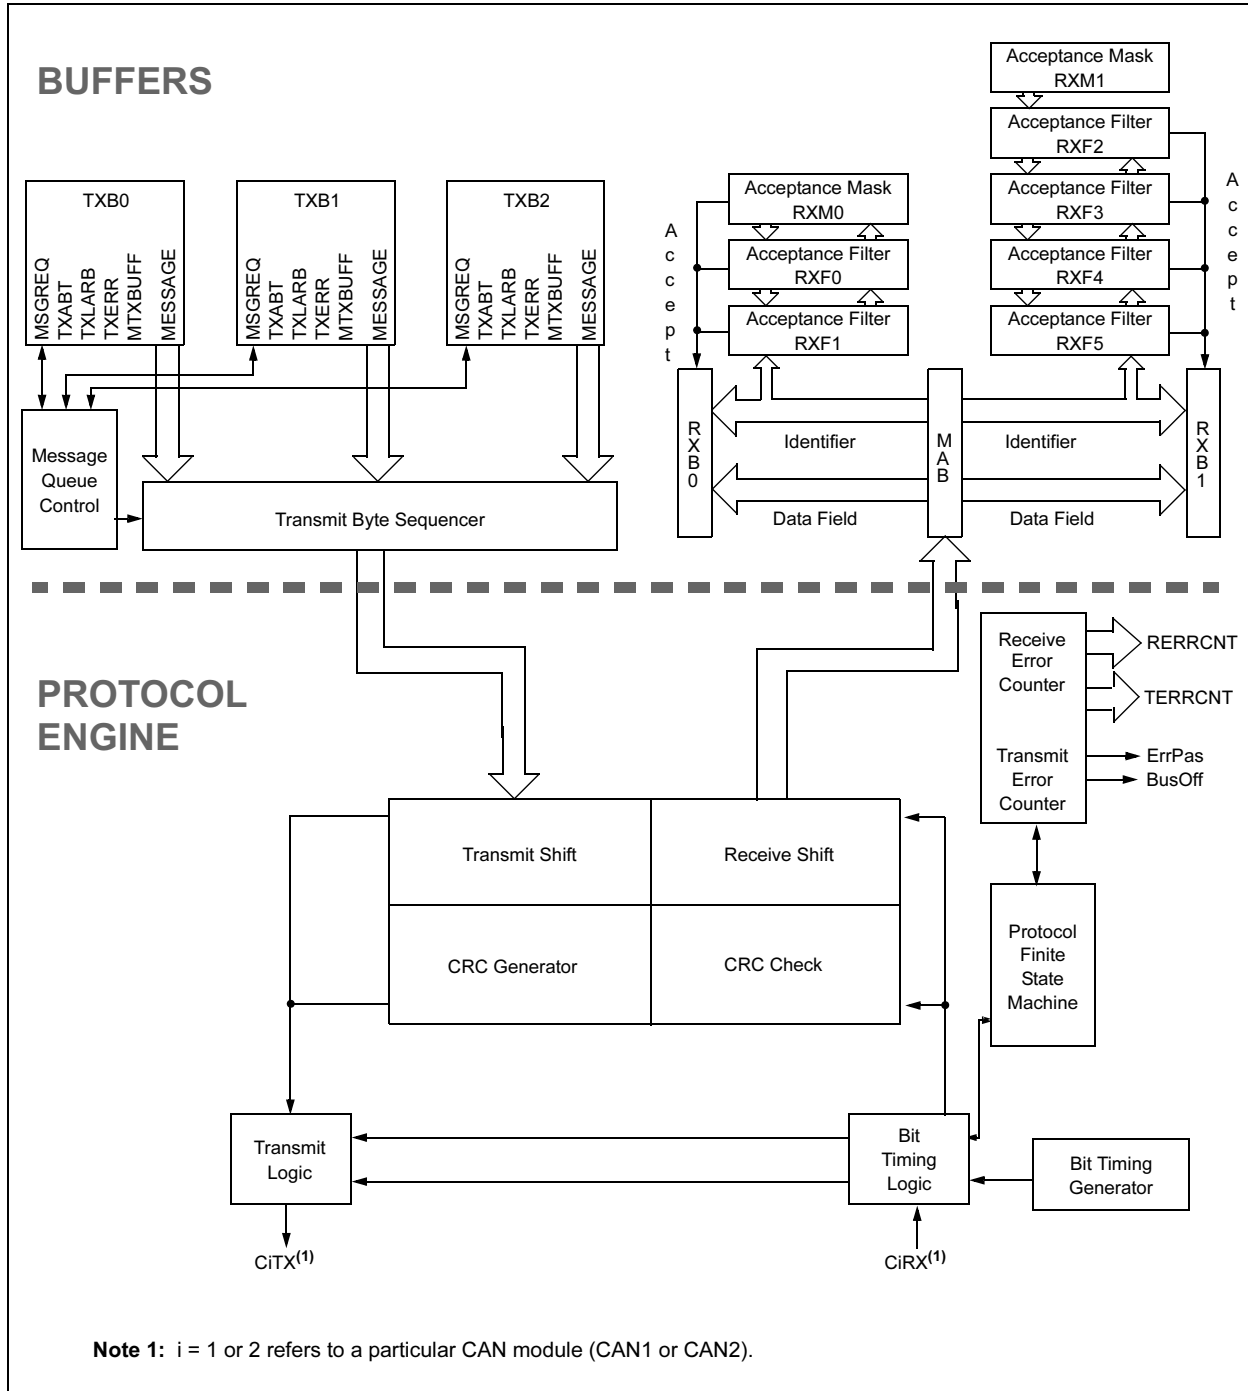 BUFFERS
Acceptance Mask
RXM1
Acceptance Filter
RXF2
Acceptance Filter
RXF3
Acceptance Filter
RXF4
Acceptance Filter
RXF5
Accept
Acceptance Mask
RXM0
Acceptance Filter
RXF0
Acceptance Filter
RXF1
Accept
TXB0
MSGREQ
TXABT
TXLARB
TXERR
MTXBUFF
MESSAGE
TXB1
MSGREQ
TXABT
TXLARB
TXERR
MTXBUFF
MESSAGE
TXB2
MSGREQ
TXABT
TXLARB
TXERR
MTXBUFF
MESSAGE
Message
Queue
Control
Transmit Byte Sequencer
RXB0
Identifier
MAB
Identifier
RXB1
Data Field
Data Field
PROTOCOL
ENGINE
Receive
Error
Counter
RERRCNT
TERRCNT
Transmit
Error
Counter
ErrPas
BusOff
Transmit Shift
Receive Shift
CRC Generator
CRC Check
Protocol
Finite
State
Machine
Transmit
Logic
Bit
Timing
Logic
Bit Timing
Generator
CiTX(1)
CiRX(1)
Note 1: i = 1 or 2 refers to a particular CAN module (CAN1 or CAN2).